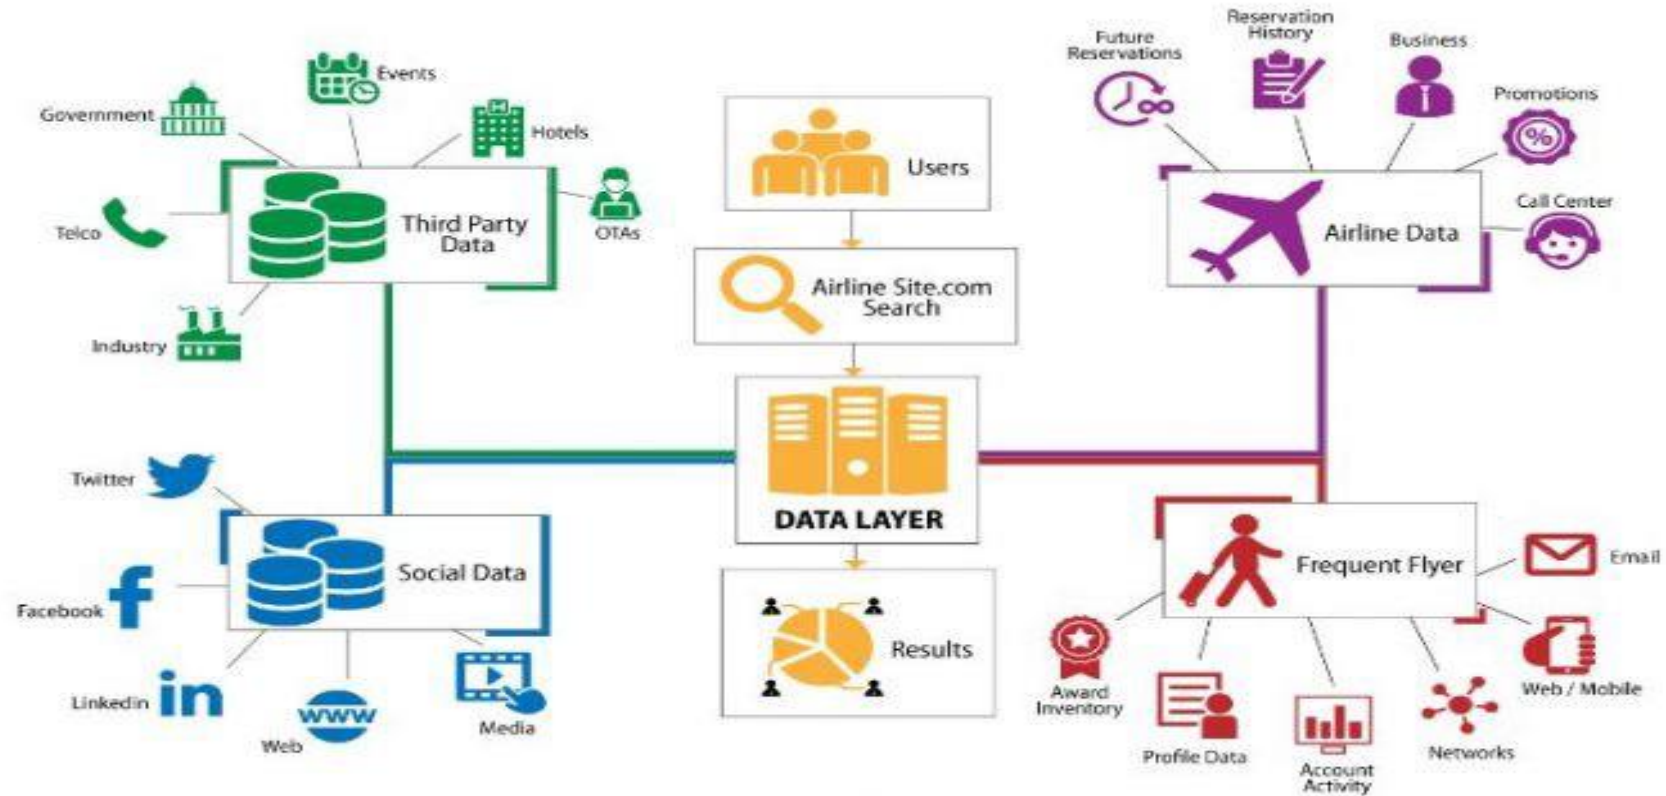 Government
Events
Hotels
Telco
Third Party
Data
OTAs
Industry
Users
Airline Site.com
Search
DATA LAYER
Results
Future
Reservations
Reservation
History
Business
Promotions
%
Call Center
Airline Data
Twitter
Facebook
f
Social Data
Linkedin
in
Web
www
Media
Frequent Flyer
Email
Web / Mobile
Award
Inventory
Profile Data
Account
Activity
Networks
H